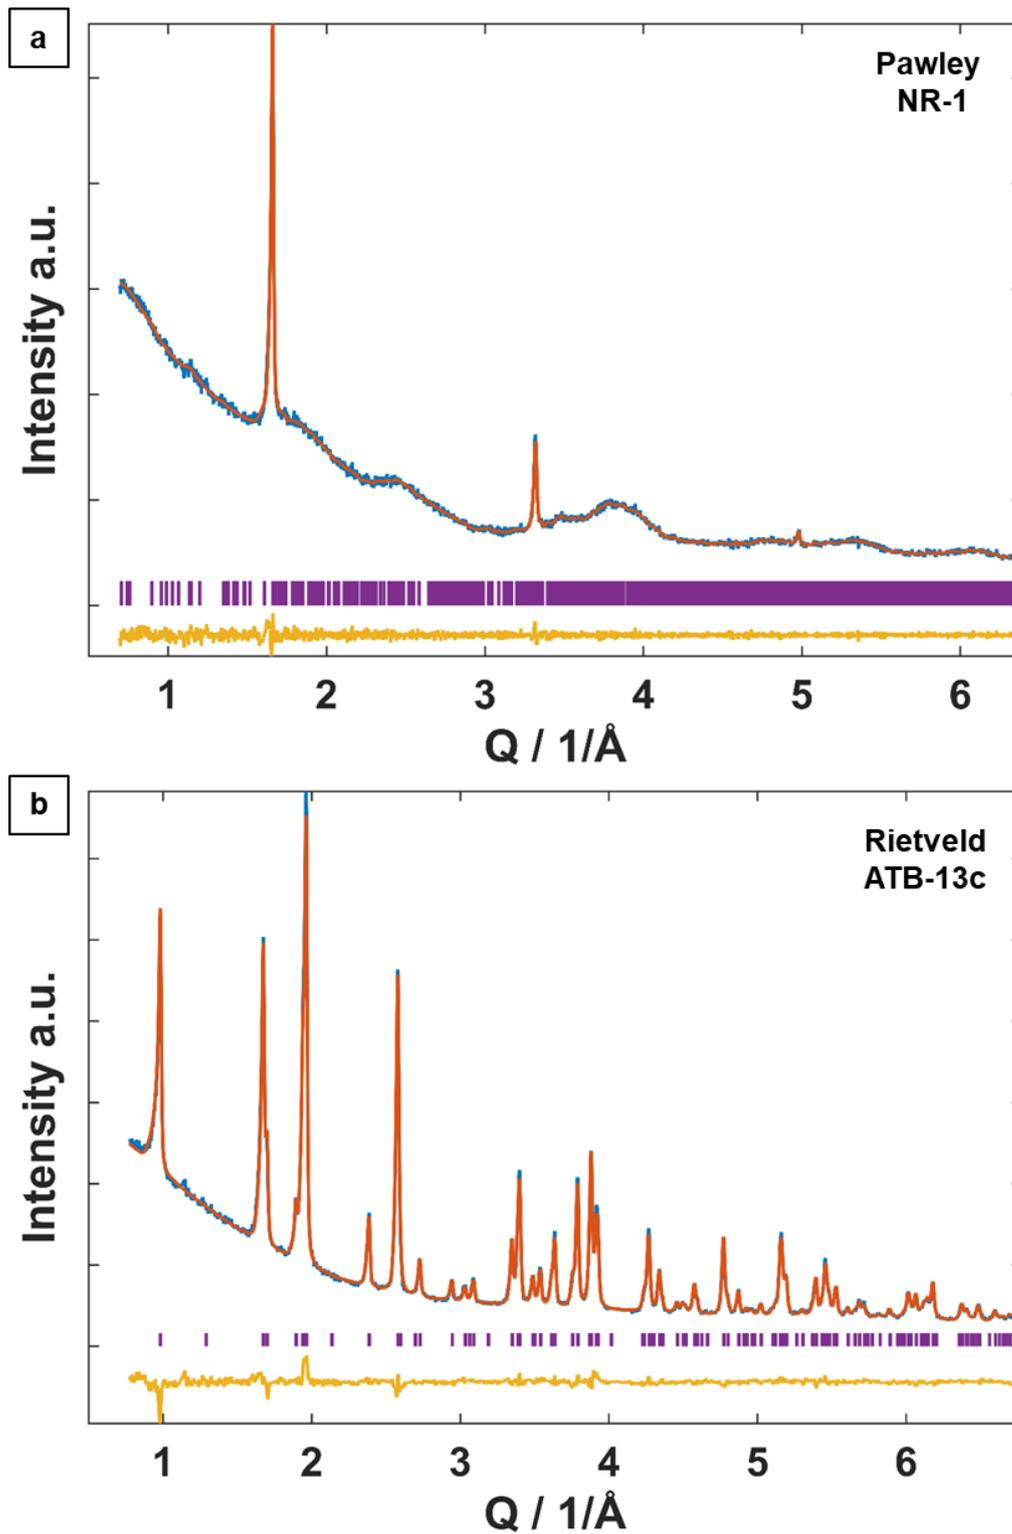 a
Pawley
NR-1
Intensity a.u.
1 2 3 4 5 6
Q / 1/Å
b
Rietveld
ATB-13c
Intensity a.u.
1 2 3 4 5 6
Q / 1/Å